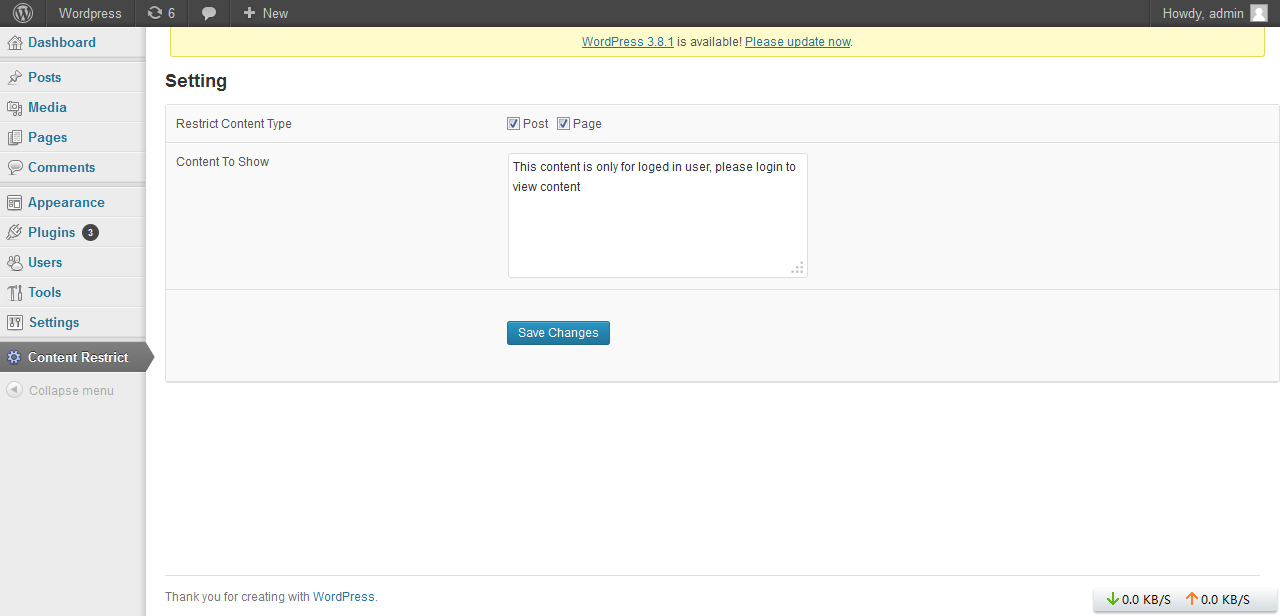 Wordpress 6 New Howdy, admin
Dashboard
Posts
Media
Pages
Comments
Appearance
Plugins 3
Users
Tools
Settings
Content Restrict
Collapse menu
WordPress 3.8.1 is available! Please update now.
Setting
Restrict Content Type Post Page
Content To Show
This content is only for loged in user, please login to
view content
Save Changes
Thank you for creating with WordPress.
0.0 KB/S 0.0 KB/S